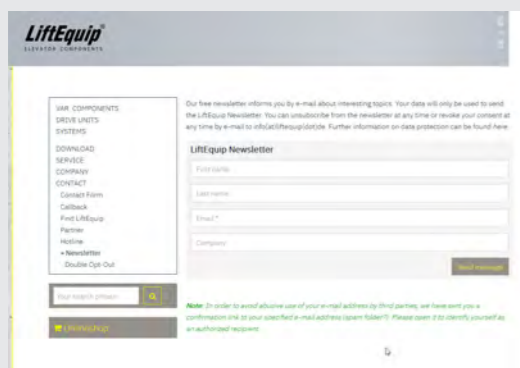 LiftEquip®
ELEVATOR COMPONENTS
VAR. COMPONENTS
DRIVE UNITS
SYSTEMS
DOWNLOAD
SERVICE
COMPANY
CONTACT
Contact Form
Callback
Find LiftEquip
Partner
Hotline
Newsletter
Double Opt-Out
Your search phrase
Our free newsletter informs you by e-mail about interesting topics. Your data will only be used to send
the LiftEquip Newsletter. You can unsubscribe from the newsletter at any time or revoke your consent at
any time by e-mail to info(at)liftequip(dot)de. Further information on data protection can be found here.
LiftEquip Newsletter
First name
Last name
Email *
Company
Send message
Note: In order to avoid abusive use of your e-mail address by third parties, we have sent you a
confirmation link to your specified e-mail address (spam folder?). Please open it to identify yourself as
an authorized recipient.